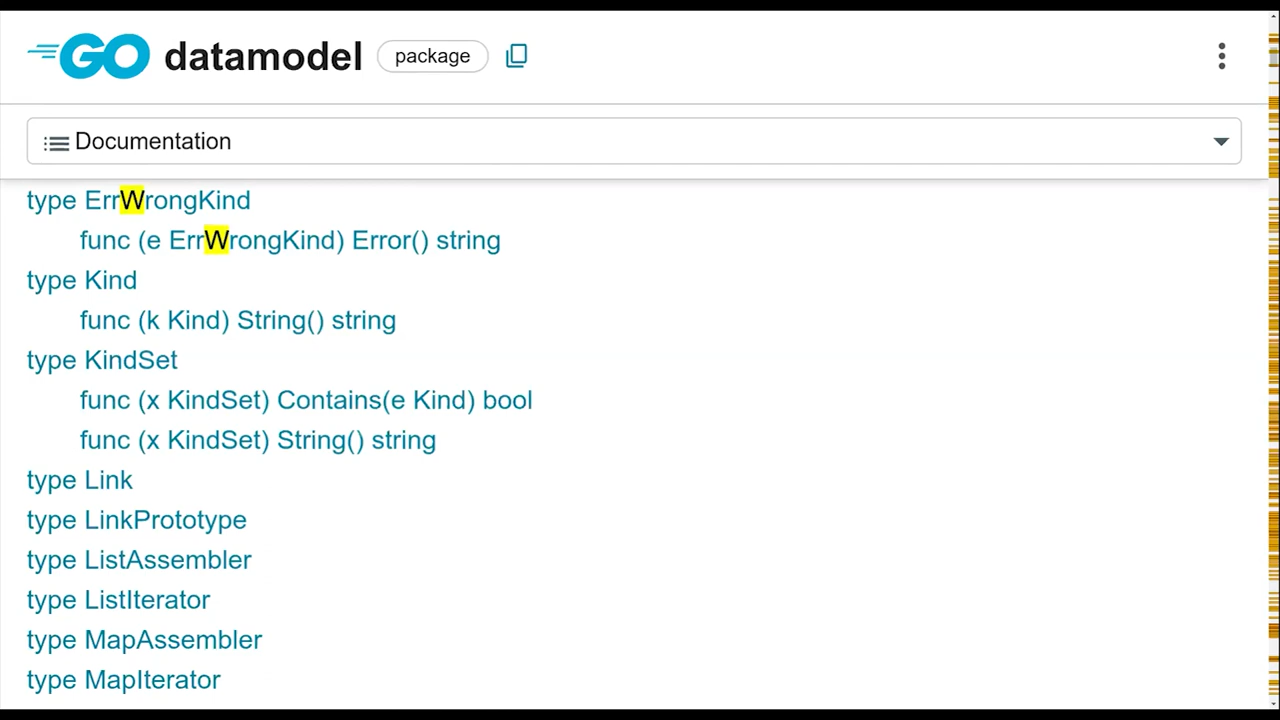 GO datamodel package
Documentation
type ErrWrongKind
func (e ErrWrongKind) Error() string
type Kind
func (k Kind) String() string
type KindSet
func (x KindSet) Contains(e Kind) bool
func (x KindSet) String() string
type Link
type LinkPrototype
type ListAssembler
type ListIterator
type MapAssembler
type MapIterator